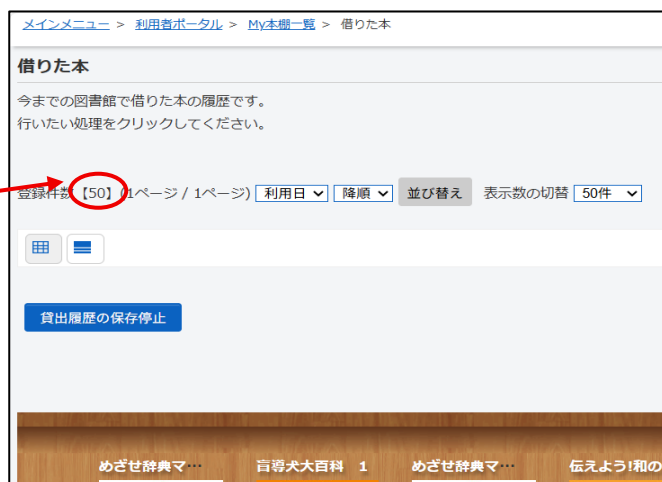 メインメニュー > 利用者ポータル > My本棚一覧 > 借りた本
借りた本
今までの図書館で借りた本の履歴です。
行いたい処理をクリックしてください。
登録件数【50】(1ページ / 1ページ) 利用日 降順 並び替え 表示数の切替 50件
貸出履歴の保存停止
めざせ辞典マ… 盲導犬大百科 1 めざせ辞典マ… 伝えよう!和の